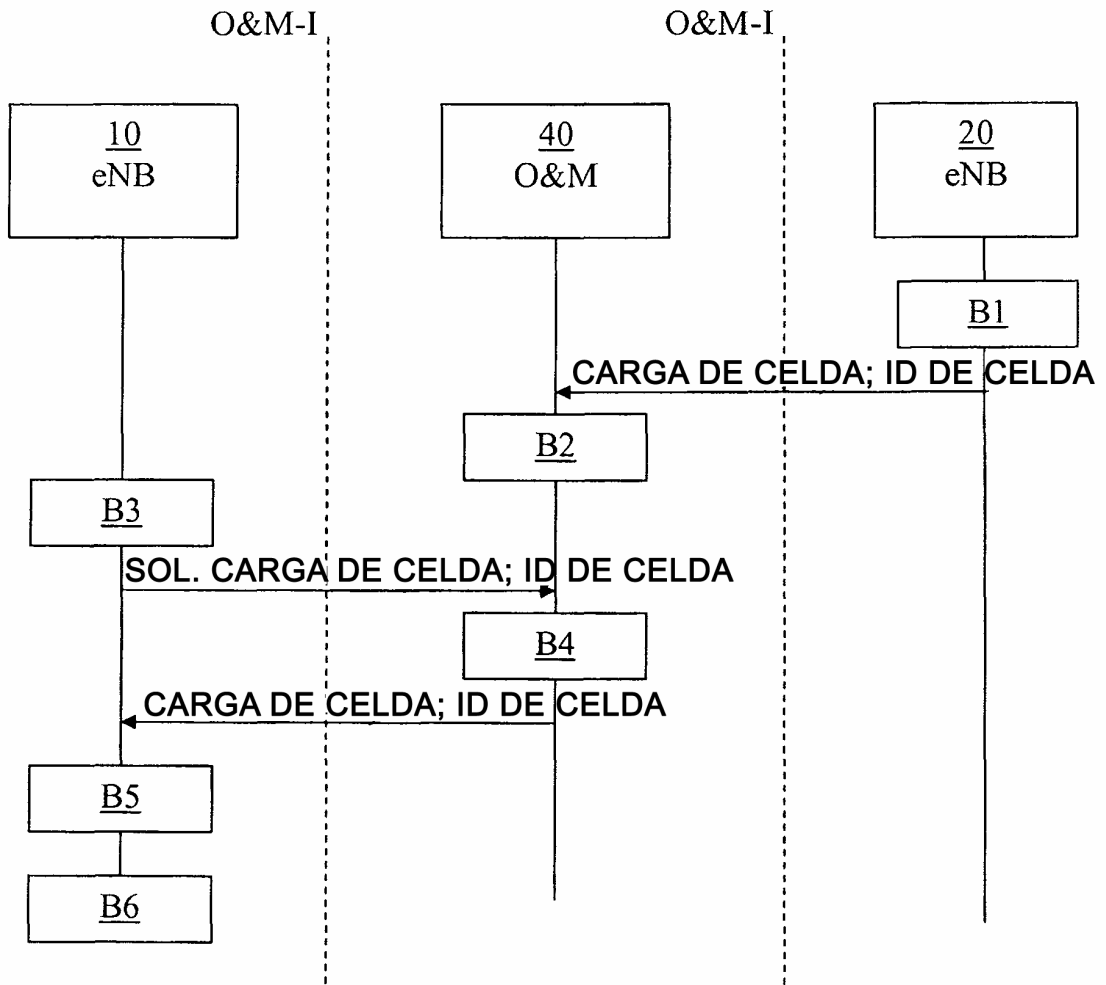 O&M-I
O&M-I
10
eNB
40
O&M
20
eNB
B1
CARGA DE CELDA; ID DE CELDA
B2
B3
SOL. CARGA DE CELDA; ID DE CELDA
B4
CARGA DE CELDA; ID DE CELDA
B5
B6